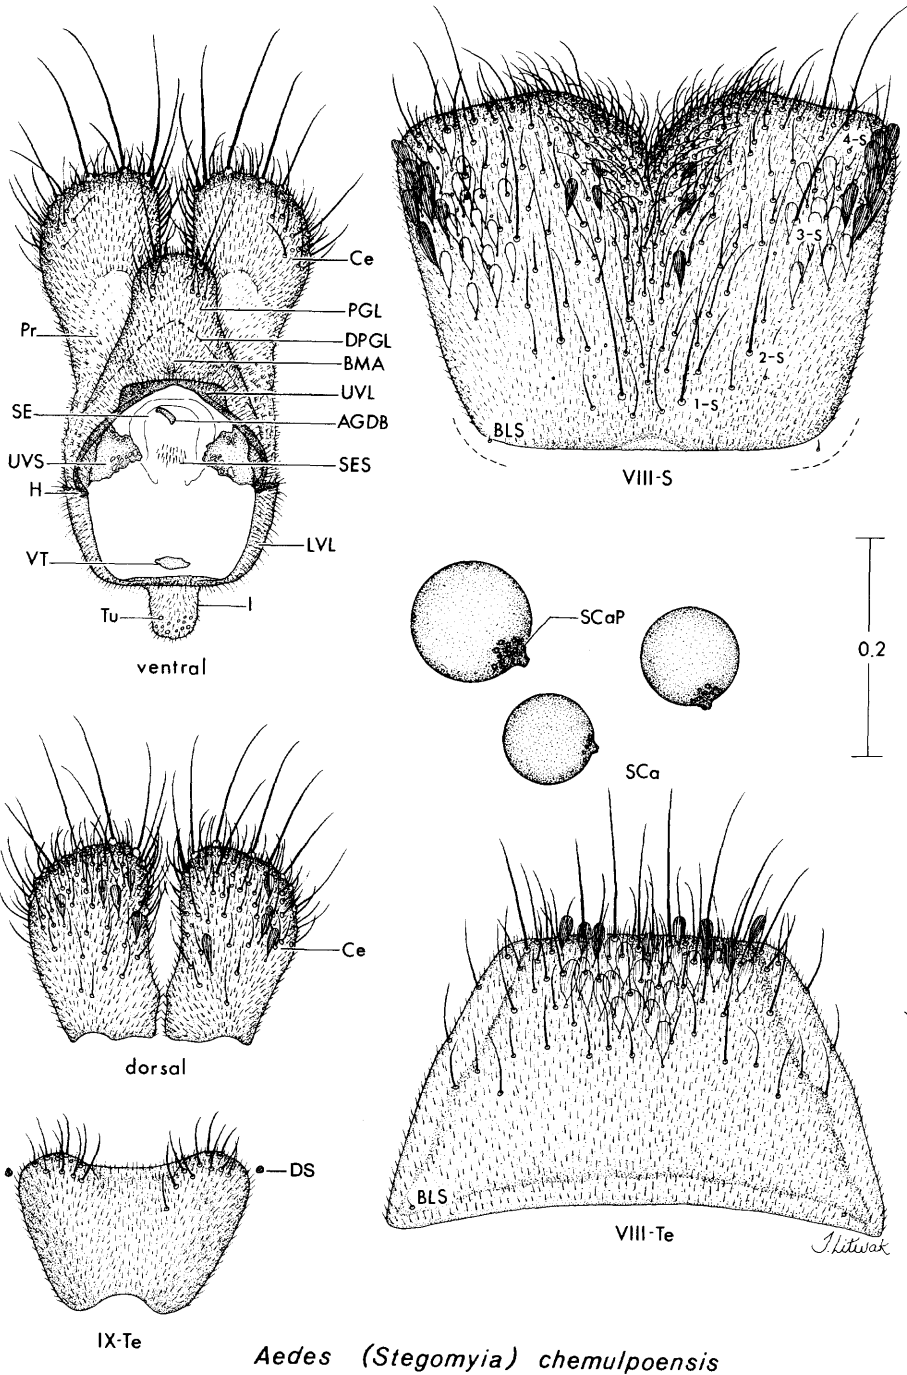 4-S
3-S
2-S
1-S
BLS
VIII-S
Ce
PGL
Pr
DPGL
BMA
UVL
SE
AGDB
UVS
SES
H
LVL
VT
I
Tu
ventral
SCaP
0.2
SCa
Ce
dorsal
DS
IX-Te
BLS
VIII-Te
J. Litwak
Aedes (Stegomyia) chemulpoensis